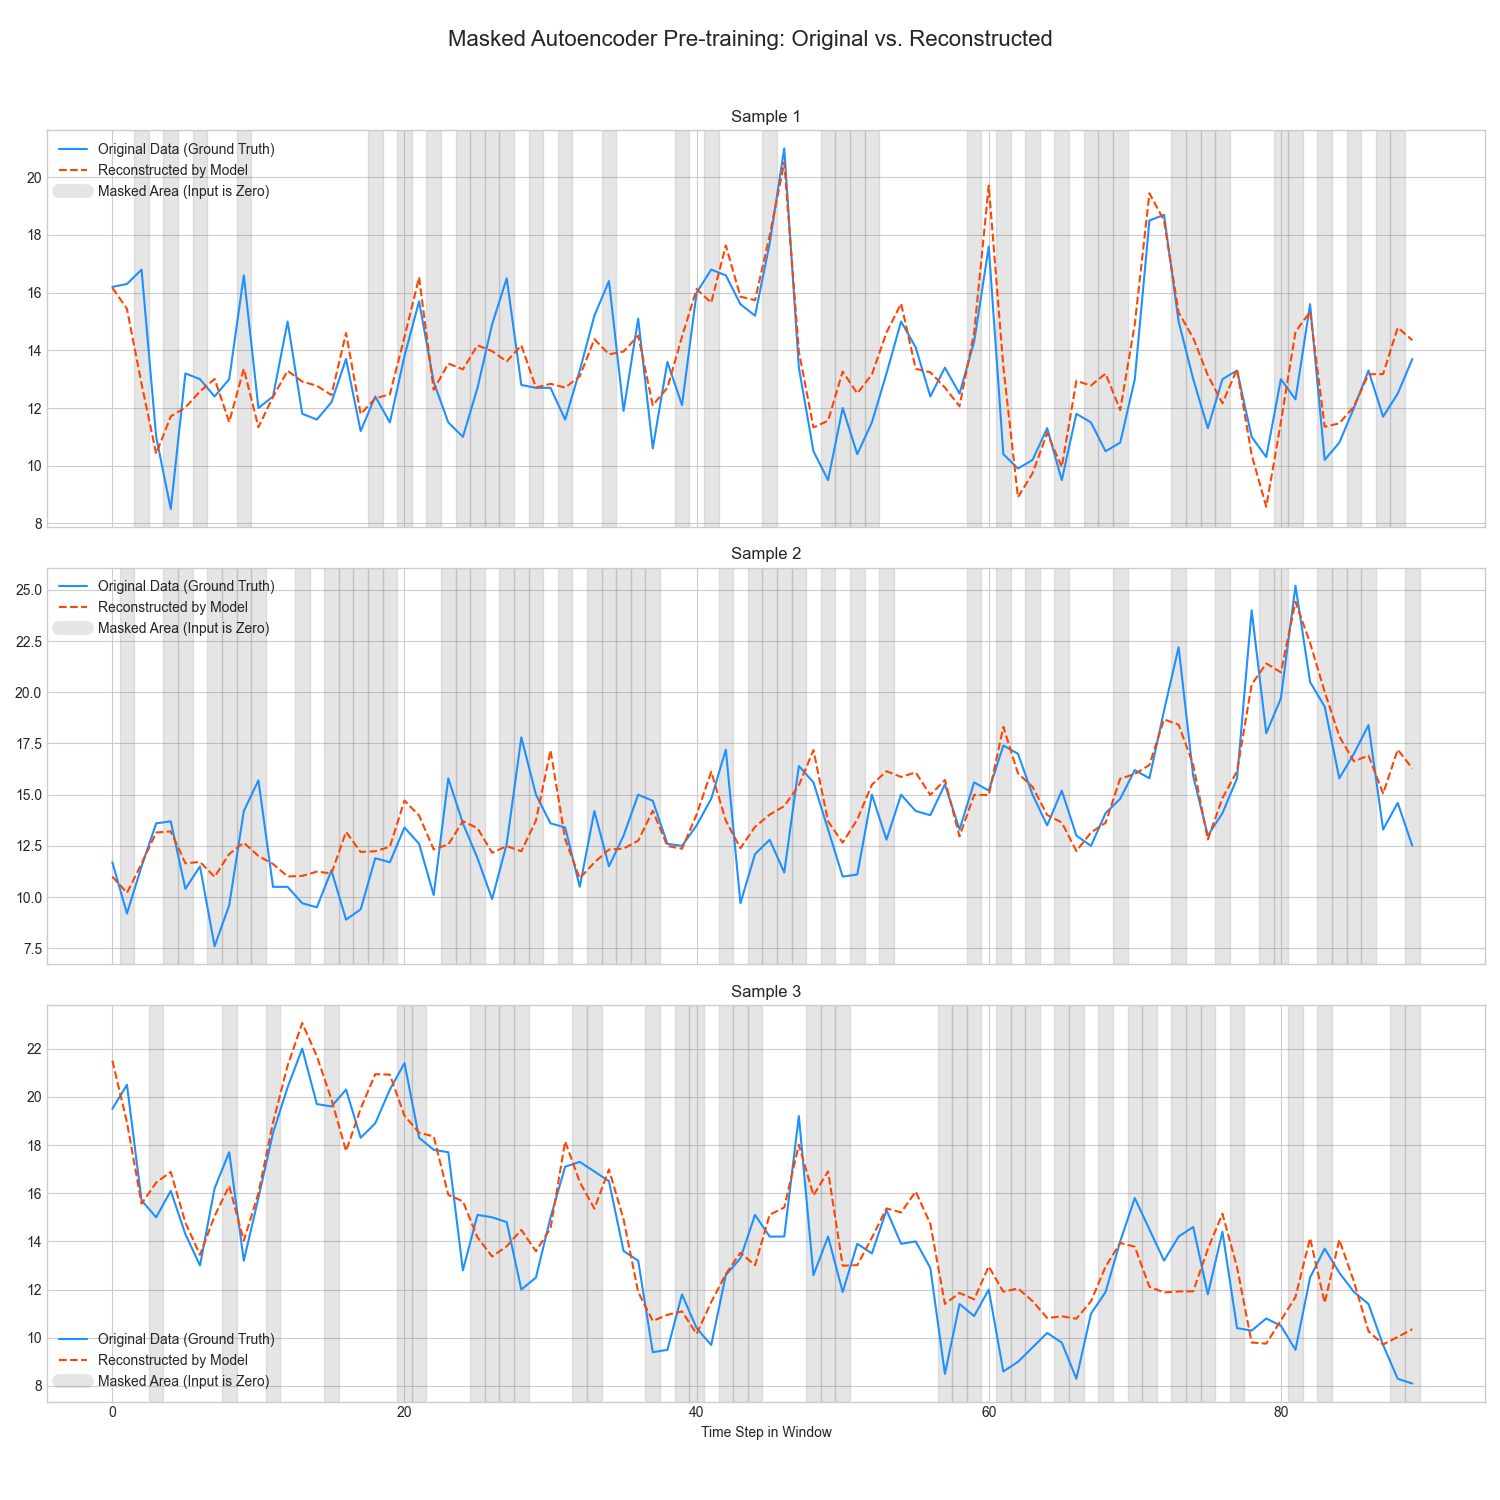 Masked Autoencoder Pre-training: Original vs. Reconstructed
Sample 1
Original Data (Ground Truth)
Reconstructed by Model
Masked Area (Input is Zero)
20
18
16
14
12
10
8
Sample 2
Original Data (Ground Truth)
Reconstructed by Model
Masked Area (Input is Zero)
25.0
22.5
20.0
17.5
15.0
12.5
10.0
7.5
Sample 3
22
20
18
16
14
12
10
8
Original Data (Ground Truth)
Reconstructed by Model
Masked Area (Input is Zero)
0 20 40 60 80
Time Step in Window